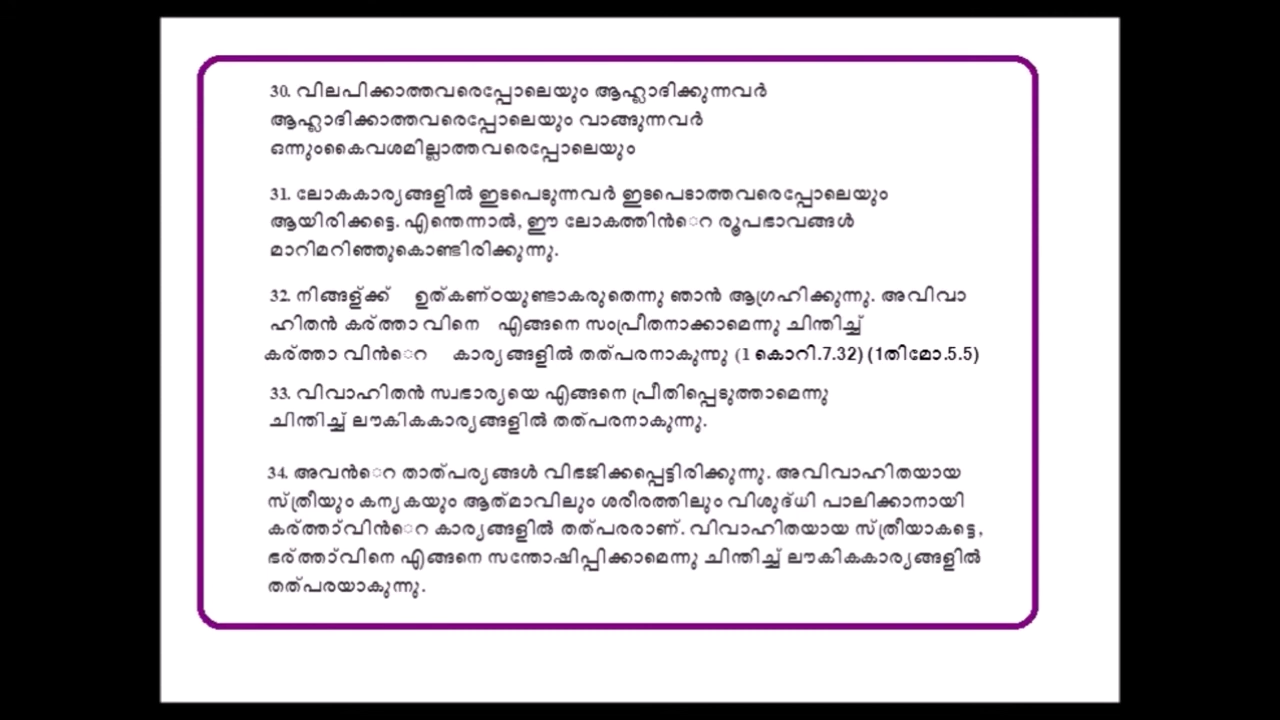 30. വിലപിക്കാത്തവരെപ്പോലെയും ആഹ്ലാദിക്കുന്നവർ
ആഹ്ലാദിക്കാത്തവരെപ്പോലെയും വാങ്ങുന്നവർ
ഒന്നുംകൈവശമില്ലാത്തവരെപ്പോലെയും
31. ലോകകാര്യങ്ങളിൽ ഇടപെടുന്നവർ ഇടപെടാത്തവരെപ്പോലെയും
ആയിരിക്കട്ടെ. എന്തെന്നാൽ, ഈ ലോകത്തിൻെറ രൂപഭാവങ്ങൾ
മാറിമറിഞ്ഞുകൊണ്ടിരിക്കുന്നു.
32. നിങ്ങള്ക്ക് ഉത്കണ്ഠയുണ്ടാകരുതെന്നു ഞാൻ ആഗ്രഹിക്കുന്നു. അവിവാ
ഹിതൻ കര്ത്താ വിനെ എങ്ങനെ സംപ്രീതനാക്കാമെന്നു ചിന്തിച്ച്
കര്ത്താ വിൻെറ കാര്യങ്ങളിൽ തത്പരനാകുന്നു (1 കൊറി.7.32) (1തിമോ.5.5)
33. വിവാഹിതൻ സ്വഭാര്യയെ എങ്ങനെ പ്രീതിപ്പെടുത്താമെന്നു
ചിന്തിച്ച് ലൗകികകാര്യങ്ങളിൽ തത്പരനാകുന്നു.
34. അവൻെറ താത്പര്യങ്ങൾ വിഭജിക്കപ്പെട്ടിരിക്കുന്നു. അവിവാഹിതയായ
സ്ത്രീയും കന്യകയും ആത്മാവിലും ശരീരത്തിലും വിശുദ്ധി പാലിക്കാനായി
കര്ത്താവിൻെറ കാര്യങ്ങളിൽ തത്പരരാണ്. വിവാഹിതയായ സ്ത്രീയാകട്ടെ,
ഭര്ത്താവിനെ എങ്ങനെ സന്തോഷിപ്പിക്കാമെന്നു ചിന്തിച്ച് ലൗകികകാര്യങ്ങളിൽ
തത്പരയാകുന്നു.